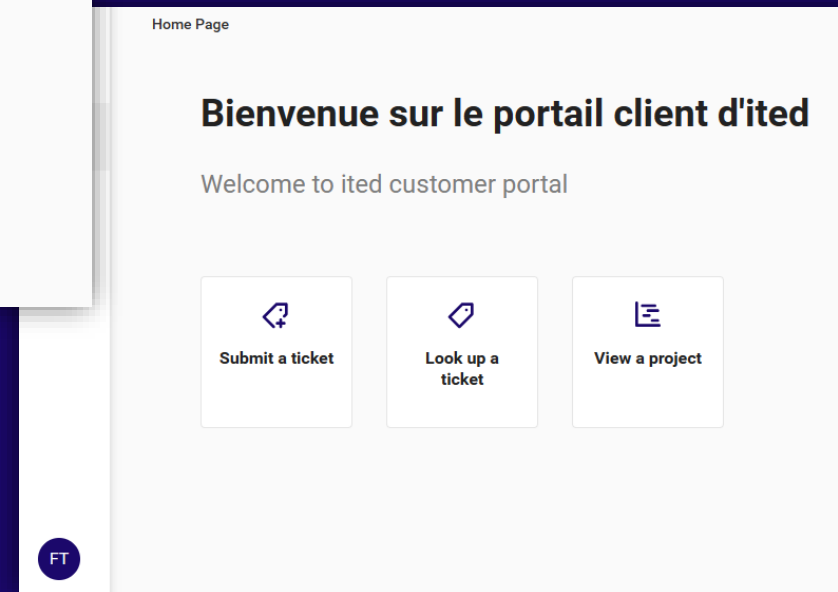 Home Page
Bienvenue sur le portail client d'ited
Welcome to ited customer portal
Submit a ticket
Look up a
ticket
View a project
FT